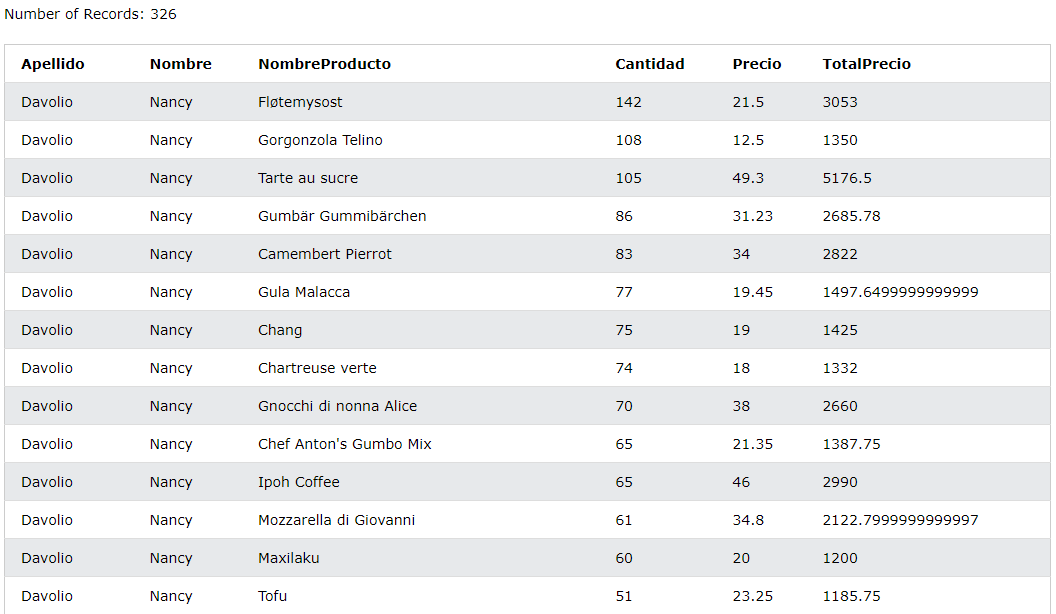 Number of Records: 326
Apellido Nombre NombreProducto Cantidad Precio TotalPrecio
Davolio Nancy Fløtemysost 142 21.5 3053
Davolio Nancy Gorgonzola Telino 108 12.5 1350
Davolio Nancy Tarte au sucre 105 49.3 5176.5
Davolio Nancy Gumbär Gummibärchen 86 31.23 2685.78
Davolio Nancy Camembert Pierrot 83 34 2822
Davolio Nancy Gula Malacca 77 19.45 1497.6499999999999
Davolio Nancy Chang 75 19 1425
Davolio Nancy Chartreuse verte 74 18 1332
Davolio Nancy Gnocchi di nonna Alice 70 38 2660
Davolio Nancy Chef Anton's Gumbo Mix 65 21.35 1387.75
Davolio Nancy Ipoh Coffee 65 46 2990
Davolio Nancy Mozzarella di Giovanni 61 34.8 2122.7999999999997
Davolio Nancy Maxilaku 60 20 1200
Davolio Nancy Tofu 51 23.25 1185.75